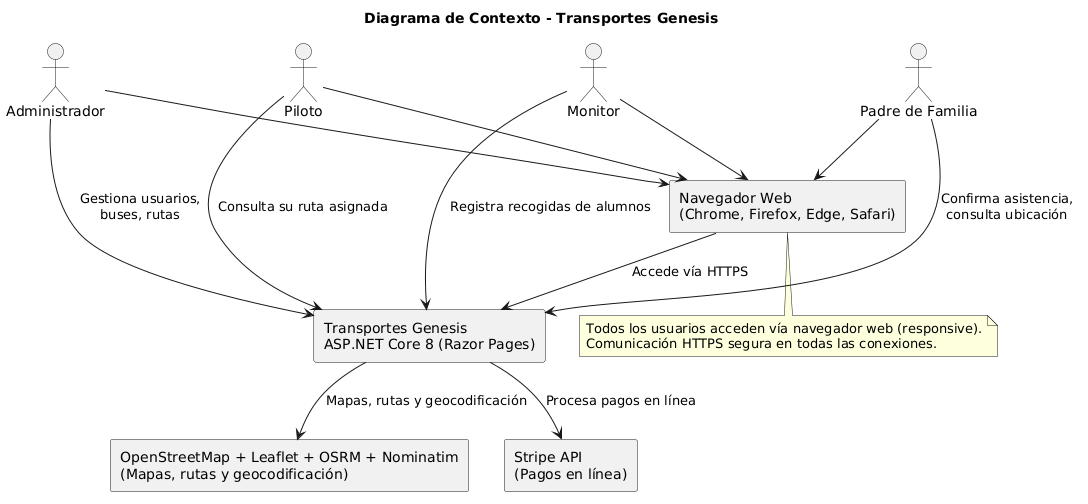 Diagrama de Contexto - Transportes Genesis
Administrador
Piloto
Monitor
Padre de Familia
Gestiona usuarios,
buses, rutas
Consulta su ruta asignada
Registra recogidas de alumnos
Navegador Web
(Chrome, Firefox, Edge, Safari)
Confirma asistencia,
consulta ubicación
Accede vía HTTPS
Transportes Genesis
ASP.NET Core 8 (Razor Pages)
Todos los usuarios acceden vía navegador web (responsive).
Comunicación HTTPS segura en todas las conexiones.
Mapas, rutas y geocodificación
Procesa pagos en línea
OpenStreetMap + Leaflet + OSRM + Nominatim
(Mapas, rutas y geocodificación)
Stripe API
(Pagos en línea)